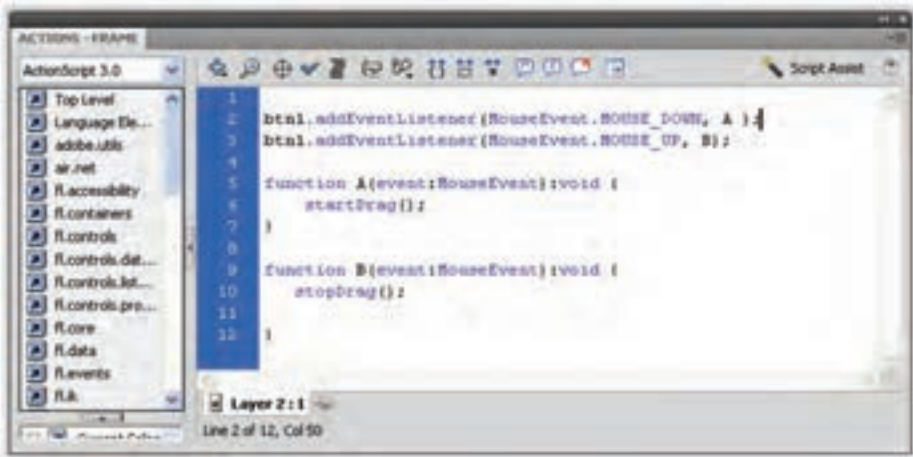 ACTIONS - FRAME
ActionScript 3.0
Script Assist
Top Level
Language Ele...
adobe.utils
air.net
fl.accessibility
fl.containers
fl.controls
fl.controls.dat...
fl.controls.list...
fl.controls.pro...
fl.core
fl.data
fl.events
fl.ik
1
2 btn1.addEventListener(MouseEvent.MOUSE_DOWN, A );
3 btn1.addEventListener(MouseEvent.MOUSE_UP, B);
4
5 function A(event:MouseEvent):void {
6 startDrag();
7 }
8
9 function B(event:MouseEvent):void {
10 stopDrag();
11
12 }
Layer 2 : 1
Line 2 of 12, Col 50